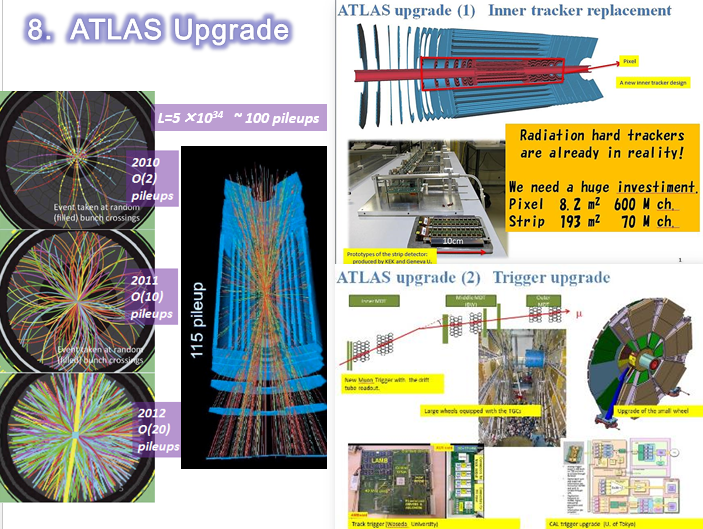 8. ATLAS Upgrade
L=5 ×10³⁴ ~ 100 pileups
2010
O(2)
pileups
Event taken at random
(filled) bunch crossings
2011
O(10)
pileups
Event taken at random
(filled) bunch crossings
2012
O(20)
pileups
115 pileup
ATLAS upgrade (1) Inner tracker replacement
Pixel
A new inner tracker design
Radiation hard trackers
are already in reality!
We need a huge investiment.
Pixel 8.2 m² 600 M ch.
Strip 193 m² 70 M ch.
10cm
Prototypes of the strip detector:
produced by KEK and Geneva U.
1
ATLAS upgrade (2) Trigger upgrade
Inner MDT
Middle MDT
(BW)
Outer
MDT
μ
New Muon Trigger with the drift
tube readout.
Large wheels equipped with the TGCs
Upgrade of the small wheel
LAMB
Track trigger (Waseda University)
CAL trigger upgrade (U. of Tokyo)